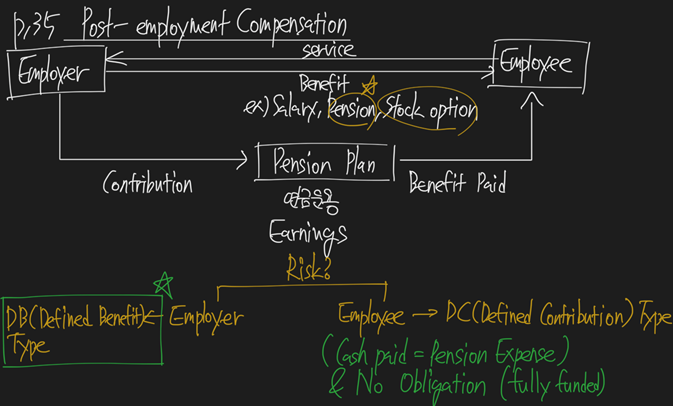 p.35 Post-employment Compensation
Employer
service
Employee
Benefit
ex) Salary, Pension, Stock option
Contribution
Pension Plan
Benefit Paid
연금운용
Earnings
Risk?
DB(Defined Benefit) Type
Employer
Employee → DC(Defined Contribution) Type
(Cash paid = Pension Expense)
& No Obligation (fully funded)